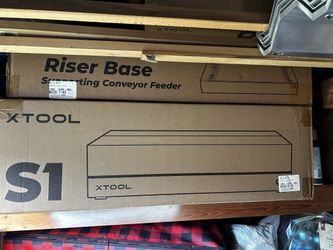 Riser Base
Supporting Conveyor Feeder
XTOOL
XTOOL
S1
XTOOL